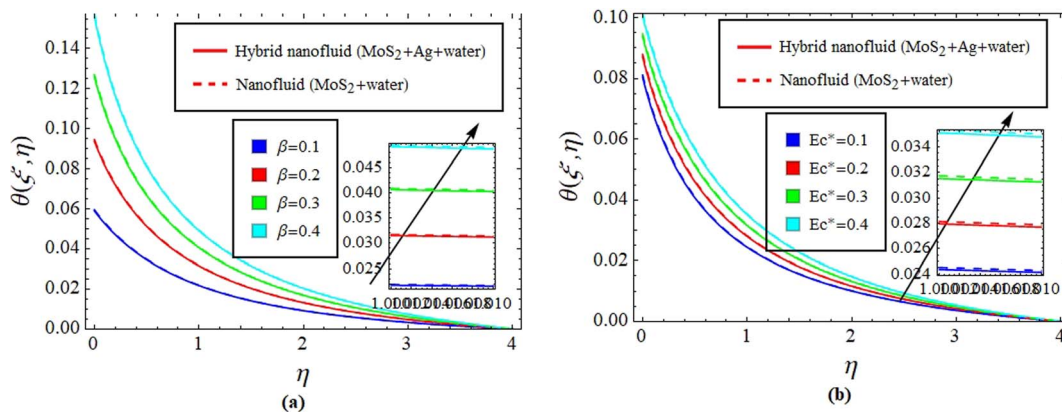 0.15
0.12
0.10
0.08
0.06
0.04
0.02
0.00
θ(ξ,η)
Hybrid nanofluid (MoS₂+Ag+water)
Nanofluid (MoS₂+water)
β=0.1
β=0.2
β=0.3
β=0.4
0.045
0.040
0.035
0.030
0.025
0 1 2 3 4
η
(a)
0.10
0.08
0.06
0.04
0.02
0.00
θ(ξ,η)
Hybrid nanofluid (MoS₂+Ag+water)
Nanofluid (MoS₂+water)
Ec*=0.1
Ec*=0.2
Ec*=0.3
Ec*=0.4
0.034
0.032
0.030
0.028
0.026
0.024
0 1 2 3 4
η
(b)